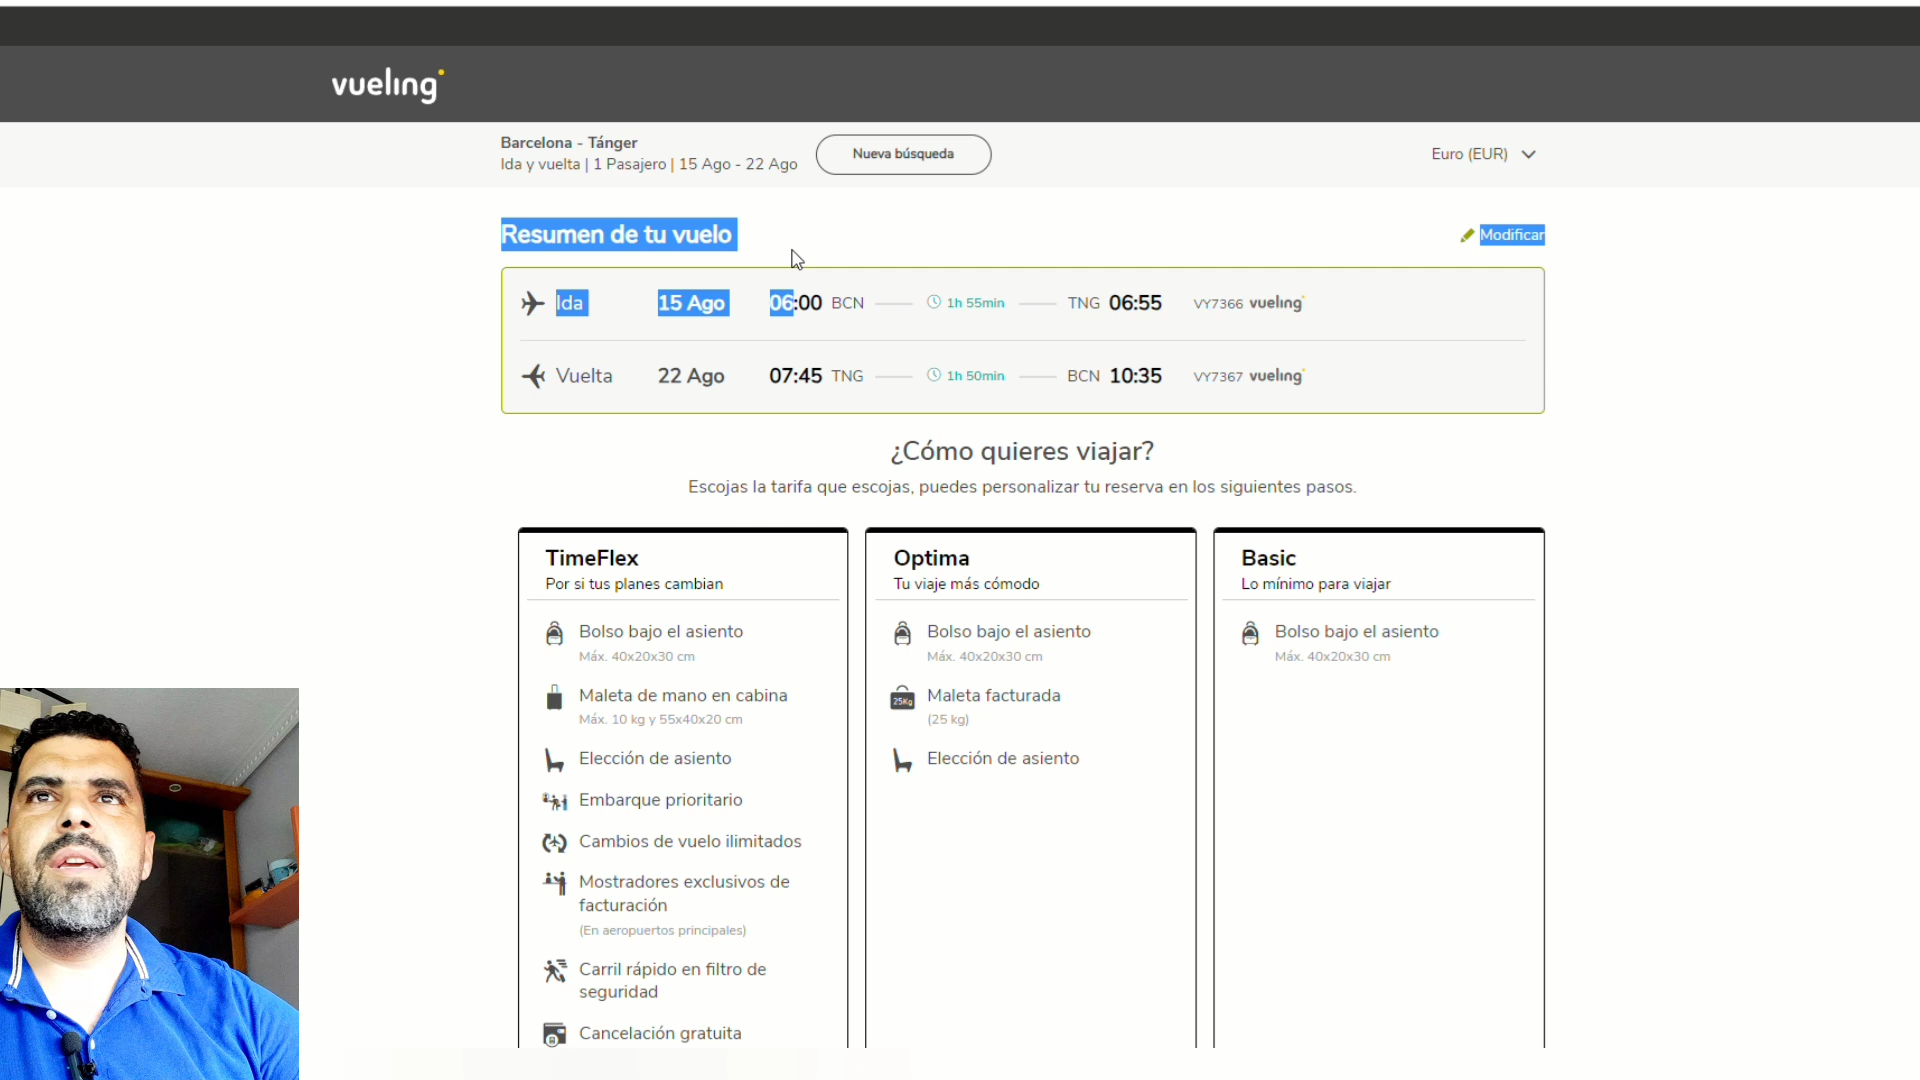 vueling
Barcelona - Tánger
Ida y vuelta | 1 Pasajero | 15 Ago - 22 Ago
Nueva búsqueda
Euro (EUR)
Resumen de tu vuelo
Modificar
Ida 15 Ago 06:00 BCN 1h 55min TNG 06:55 VY7366 vueling
Vuelta 22 Ago 07:45 TNG 1h 50min BCN 10:35 VY7367 vueling
¿Cómo quieres viajar?
Escojas la tarifa que escojas, puedes personalizar tu reserva en los siguientes pasos.
TimeFlex
Por si tus planes cambian
Bolso bajo el asiento
Máx. 40x20x30 cm
Maleta de mano en cabina
Máx. 10 kg y 55x40x20 cm
Elección de asiento
Embarque prioritario
Cambios de vuelo ilimitados
Mostradores exclusivos de
facturación
(En aeropuertos principales)
Carril rápido en filtro de
seguridad
Cancelación gratuita
Optima
Tu viaje más cómodo
Bolso bajo el asiento
Máx. 40x20x30 cm
25Kg
Maleta facturada
(25 kg)
Elección de asiento
Basic
Lo mínimo para viajar
Bolso bajo el asiento
Máx. 40x20x30 cm